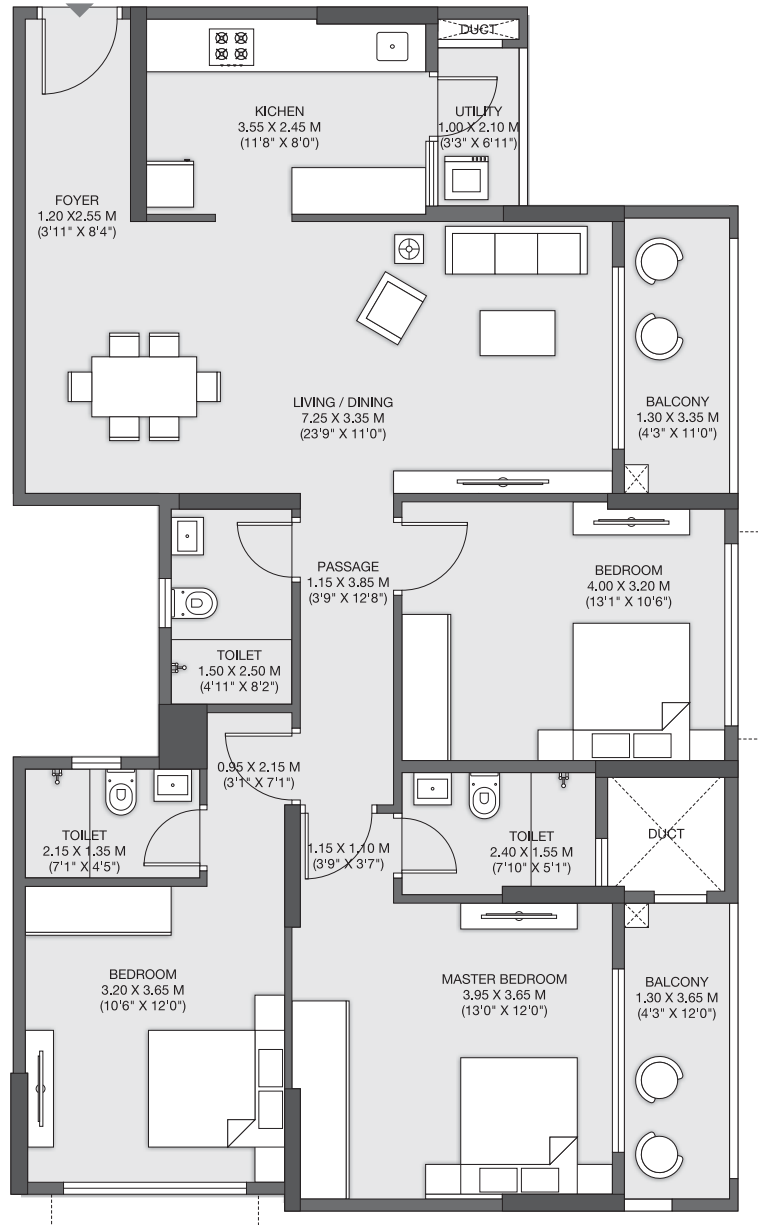 DUCT
KICHEN
3.55 X 2.45 M
(11'8" X 8'0")
UTILITY
1.00 X 2.10 M
(3'3" X 6'11")
FOYER
1.20 X2.55 M
(3'11" X 8'4")
LIVING / DINING
7.25 X 3.35 M
(23'9" X 11'0")
BALCONY
1.30 X 3.35 M
(4'3" X 11'0")
PASSAGE
1.15 X 3.85 M
(3'9" X 12'8")
BEDROOM
4.00 X 3.20 M
(13'1" X 10'6")
TOILET
1.50 X 2.50 M
(4'11" X 8'2")
0.95 X 2.15 M
(3'1" X 7'1")
TOILET
2.15 X 1.35 M
(7'1" X 4'5")
1.15 X 1.10 M
(3'9" X 3'7")
TOILET
2.40 X 1.55 M
(7'10" X 5'1")
DUCT
BEDROOM
3.20 X 3.65 M
(10'6" X 12'0")
MASTER BEDROOM
3.95 X 3.65 M
(13'0" X 12'0")
BALCONY
1.30 X 3.65 M
(4'3" X 12'0")